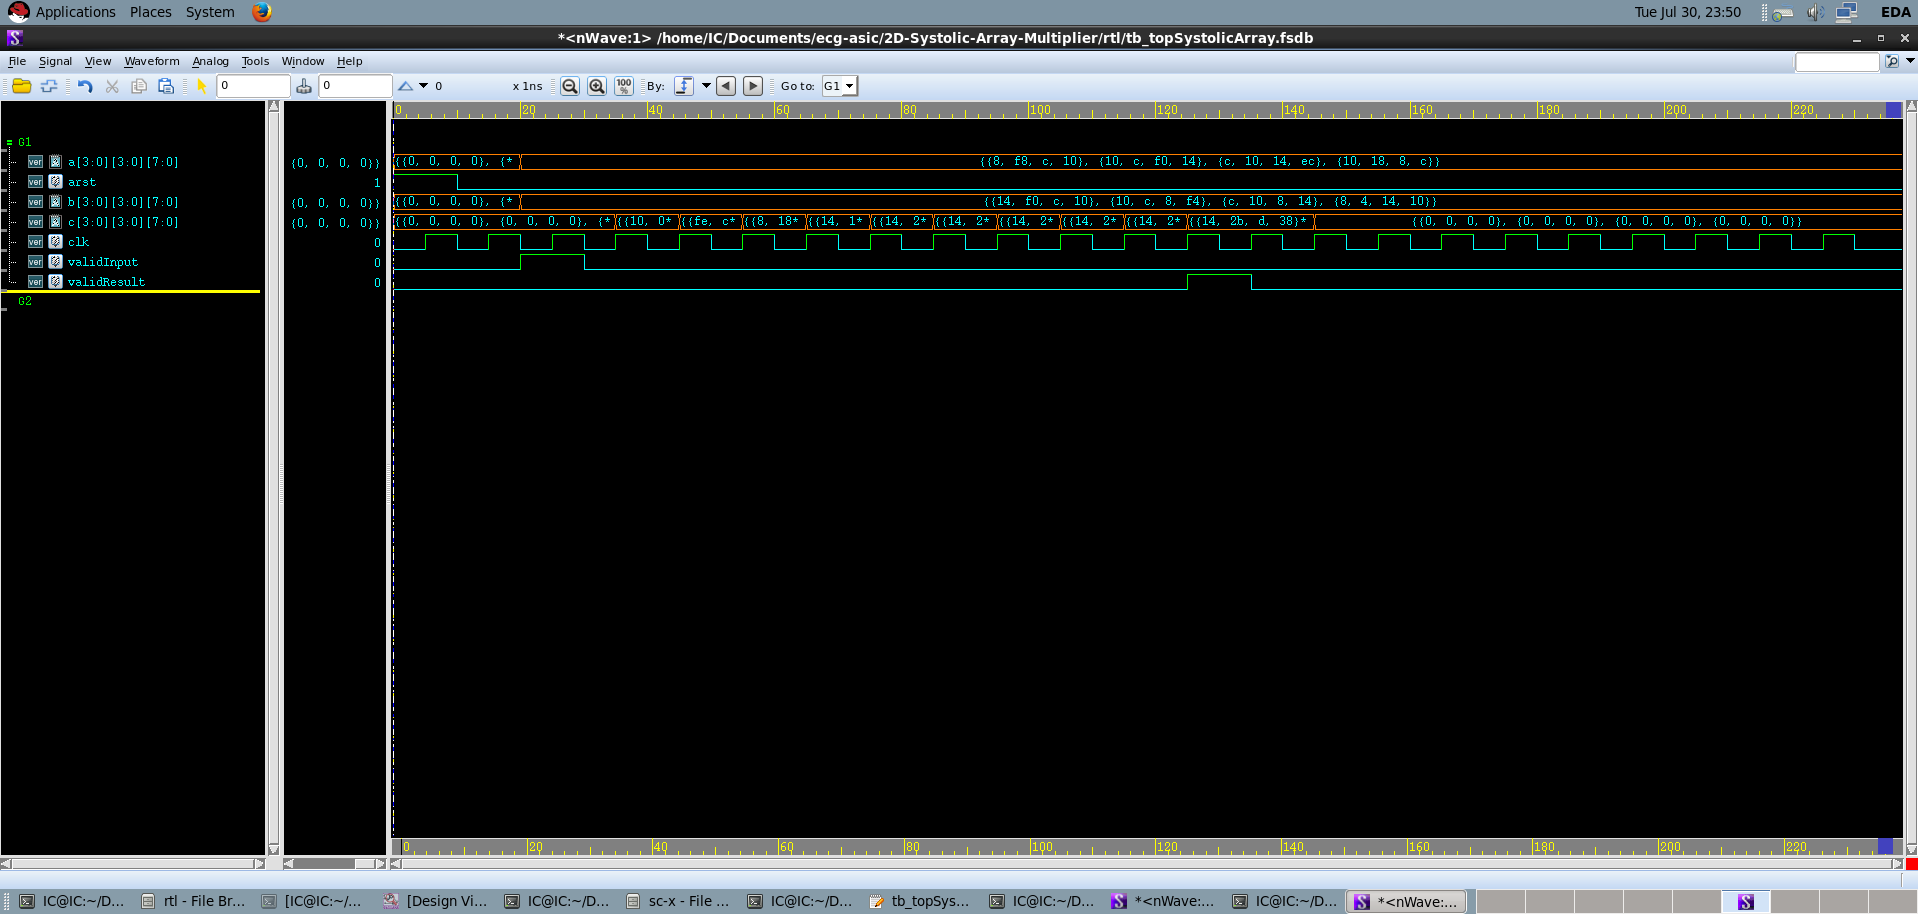 Applications Places System Tue Jul 30, 23:50 EDA
*<nWave:1> /home/IC/Documents/ecg-asic/2D-Systolic-Array-Multiplier/rtl/tb_topSystolicArray.fsdb
File Signal View Waveform Analog Tools Window Help
0 0 0 x 1ns 100 % By: Go to: G1
0 20 40 60 80 100 120 140 160 180 200 220
G1
ver a[3:0][3:0][7:0] {0, 0, 0, 0}} {{0, 0, 0, 0}, {* {{8, f8, c, 10}, {10, c, f0, 14}, {c, 10, 14, ec}, {10, 18, 8, c}}
ver arst 1
ver b[3:0][3:0][7:0] {0, 0, 0, 0}} {{0, 0, 0, 0}, {* {{14, f0, c, 10}, {10, c, 8, f4}, {c, 10, 8, 14}, {8, 4, 14, 10}}
ver c[3:0][3:0][7:0] {0, 0, 0, 0}} {{0, 0, 0, 0}, {0, 0, 0, 0}, {* {{10, 0* {{fe, c* {{8, 18* {{14, 1* {{14, 2* {{14, 2* {{14, 2* {{14, 2* {{14, 2* {{14, 2b, d, 38}* {{0, 0, 0, 0}, {0, 0, 0, 0}, {0, 0, 0, 0}, {0, 0, 0, 0}}
ver clk 0
ver validInput 0
ver validResult 0
G2
0 20 40 60 80 100 120 140 160 180 200 220
IC@IC:~/D... rtl - File Br... [IC@IC:~/... [Design Vi... IC@IC:~/D... sc-x - File ... IC@IC:~/D... tb_topSys... IC@IC:~/D... *<nWave:... IC@IC:~/D... *<nWave:...